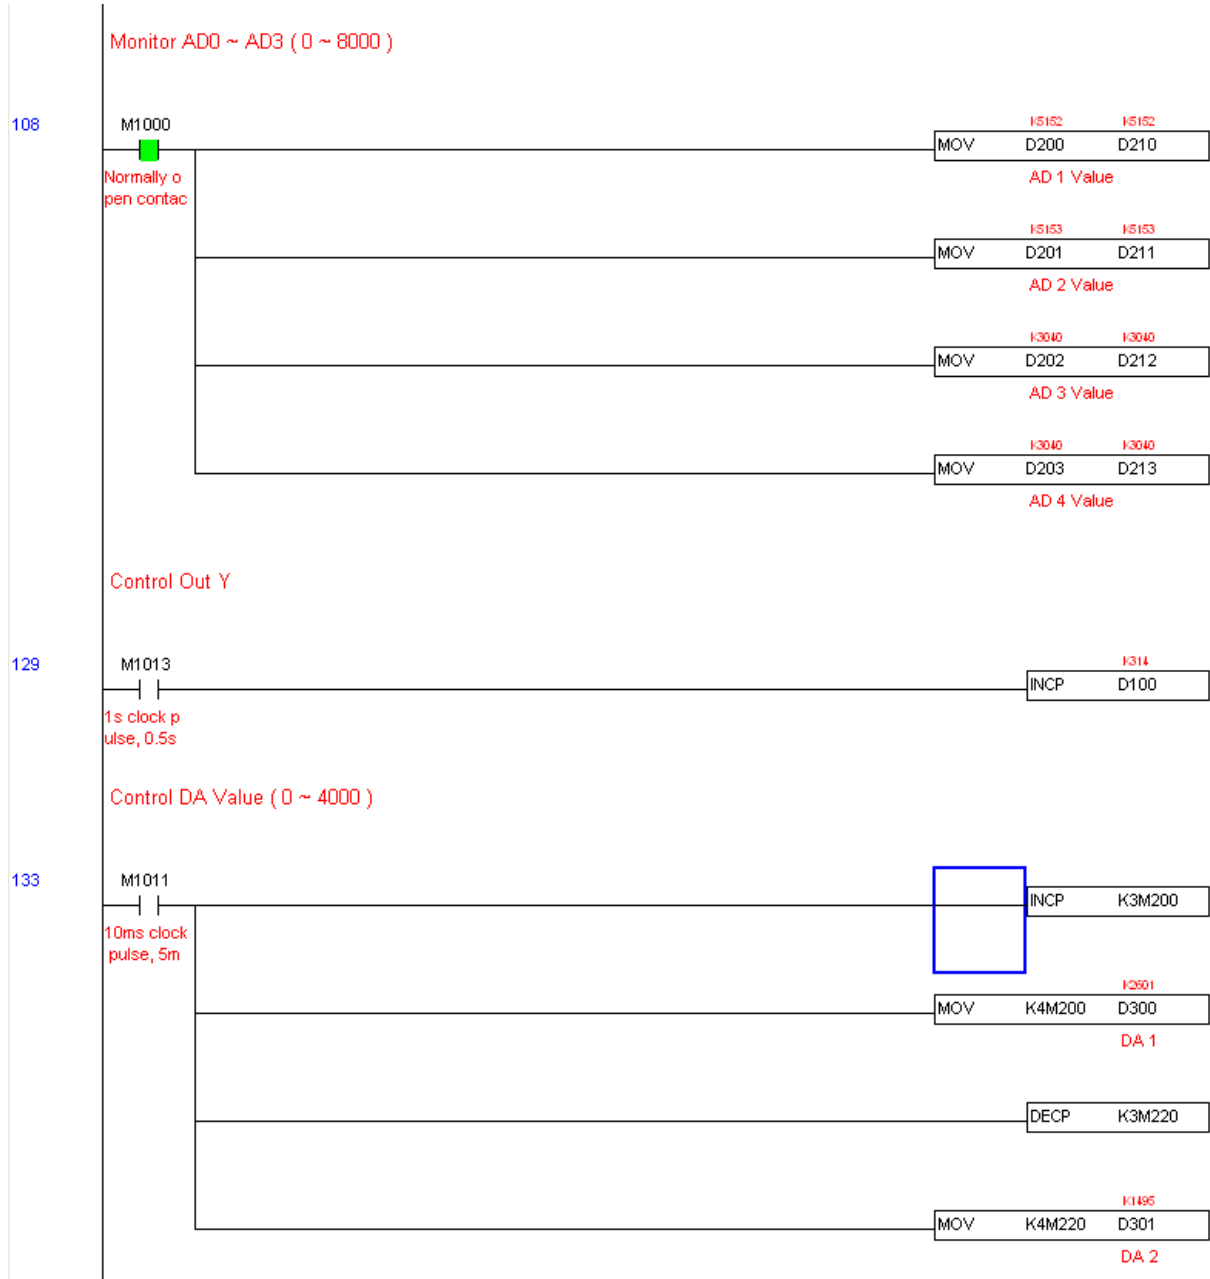 Monitor AD0 ~ AD3 ( 0 ~ 8000 )
108 M1000 K5152 K5152
MOV D200 D210
Normally o AD 1 Value
pen contac
K5153 K5153
MOV D201 D211
AD 2 Value
K3040 K3040
MOV D202 D212
AD 3 Value
K3040 K3040
MOV D203 D213
AD 4 Value
Control Out Y
129 M1013 K314
INCP D100
1s clock p
ulse, 0.5s
Control DA Value ( 0 ~ 4000 )
133 M1011
INCP K3M200
10ms clock
pulse, 5m
K2601
MOV K4M200 D300
DA 1
DECP K3M220
K1495
MOV K4M220 D301
DA 2